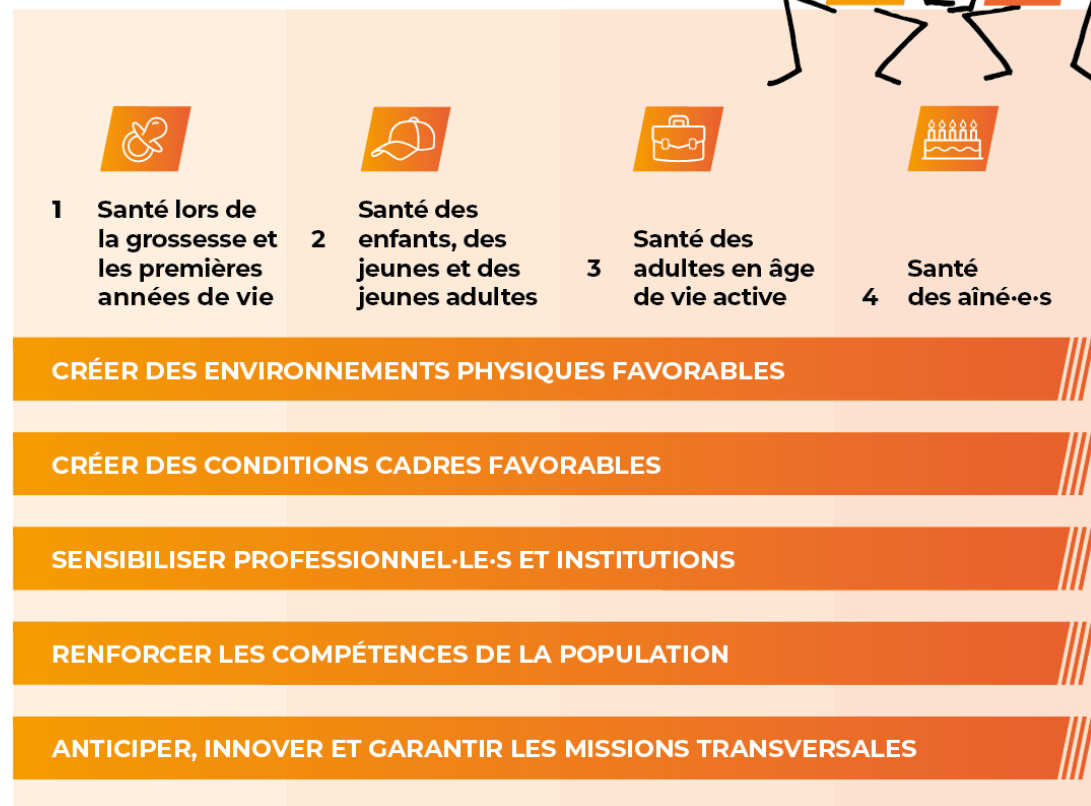 1 Santé lors de
la grossesse et
les premières
années de vie
2 Santé des
enfants, des
jeunes et des
jeunes adultes
3 Santé des
adultes en âge
de vie active
4 Santé
des aîné·e·s
CRÉER DES ENVIRONNEMENTS PHYSIQUES FAVORABLES
CRÉER DES CONDITIONS CADRES FAVORABLES
SENSIBILISER PROFESSIONNEL·LE·S ET INSTITUTIONS
RENFORCER LES COMPÉTENCES DE LA POPULATION
ANTICIPER, INNOVER ET GARANTIR LES MISSIONS TRANSVERSALES